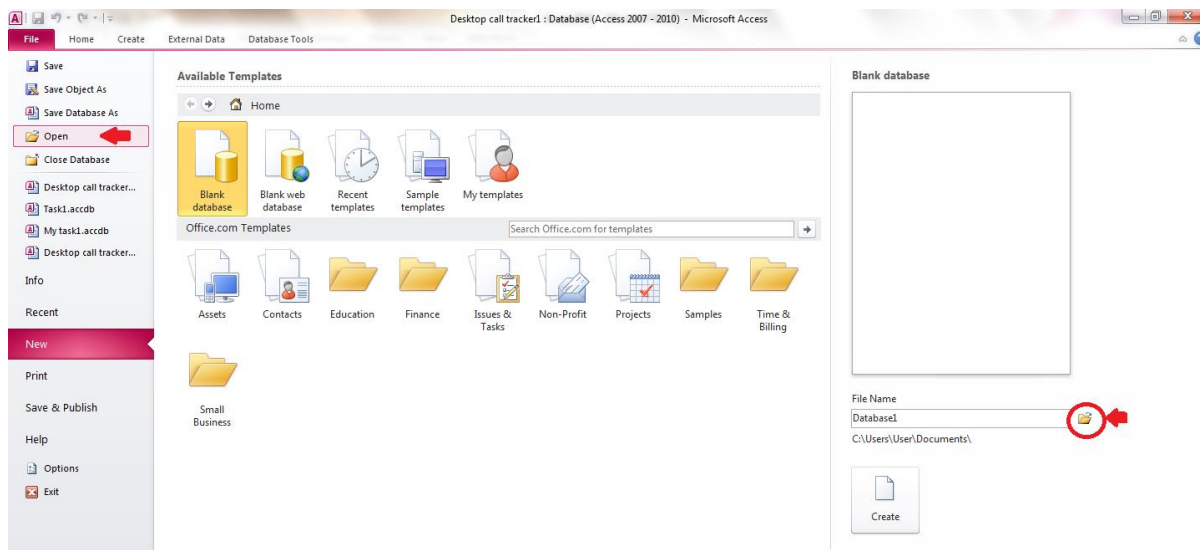 Desktop call tracker1 : Database (Access 2007 - 2010) - Microsoft Access
File Home Create External Data Database Tools
Save
Save Object As
Save Database As
Open
Close Database
Desktop call tracker...
Task1.accdb
My task1.accdb
Desktop call tracker...
Info
Recent
New
Print
Save & Publish
Help
Options
Exit
Available Templates
Home
Blank database
Blank web database
Recent templates
Sample templates
My templates
Office.com Templates
Search Office.com for templates
Assets
Contacts
Education
Finance
Issues & Tasks
Non-Profit
Projects
Samples
Time & Billing
Small Business
Blank database
File Name
Database1
C:\Users\User\Documents\
Create